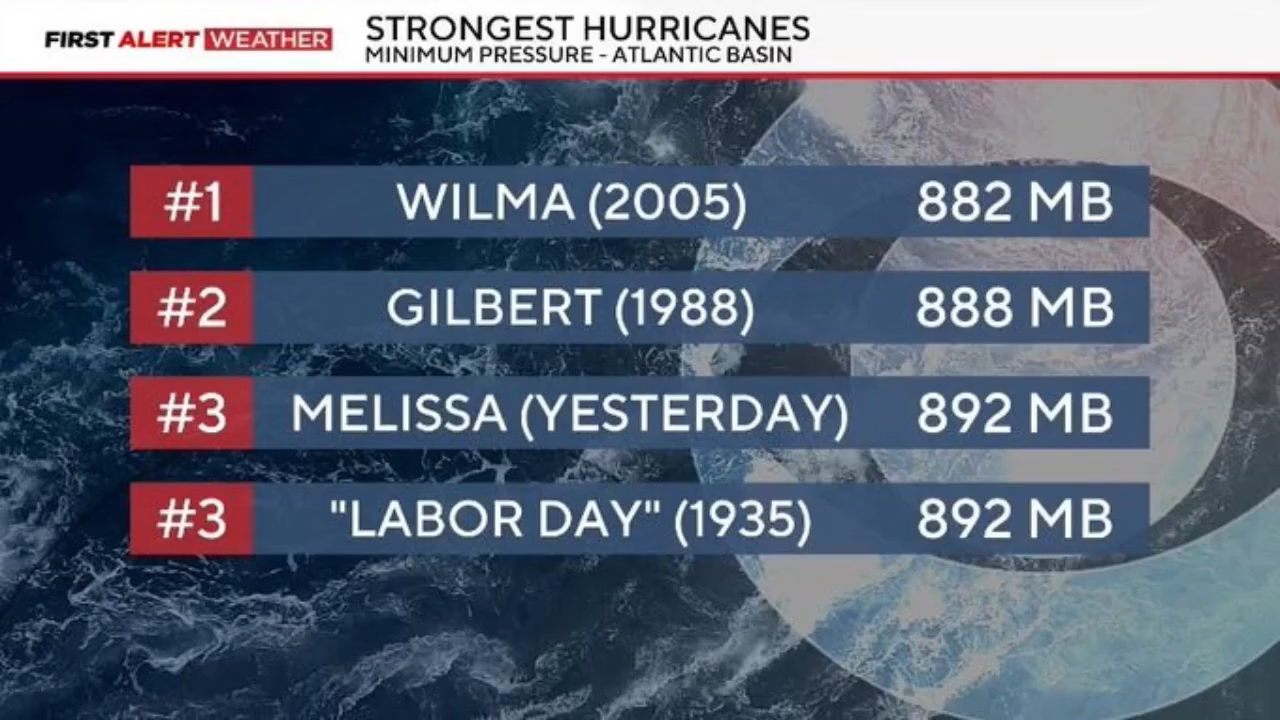 FIRST ALERT WEATHER
STRONGEST HURRICANES
MINIMUM PRESSURE - ATLANTIC BASIN
#1 WILMA (2005) 882 MB
#2 GILBERT (1988) 888 MB
#3 MELISSA (YESTERDAY) 892 MB
#3 "LABOR DAY" (1935) 892 MB